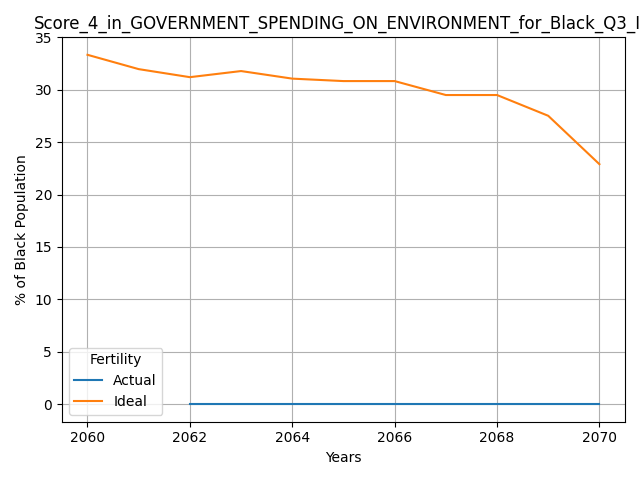 Score_4_in_GOVERNMENT_SPENDING_ON_ENVIRONMENT_for_Black_Q3_I
35
30
25
20
15
10
5
0
% of Black Population
Fertility
Actual
Ideal
2060 2062 2064 2066 2068 2070
Years